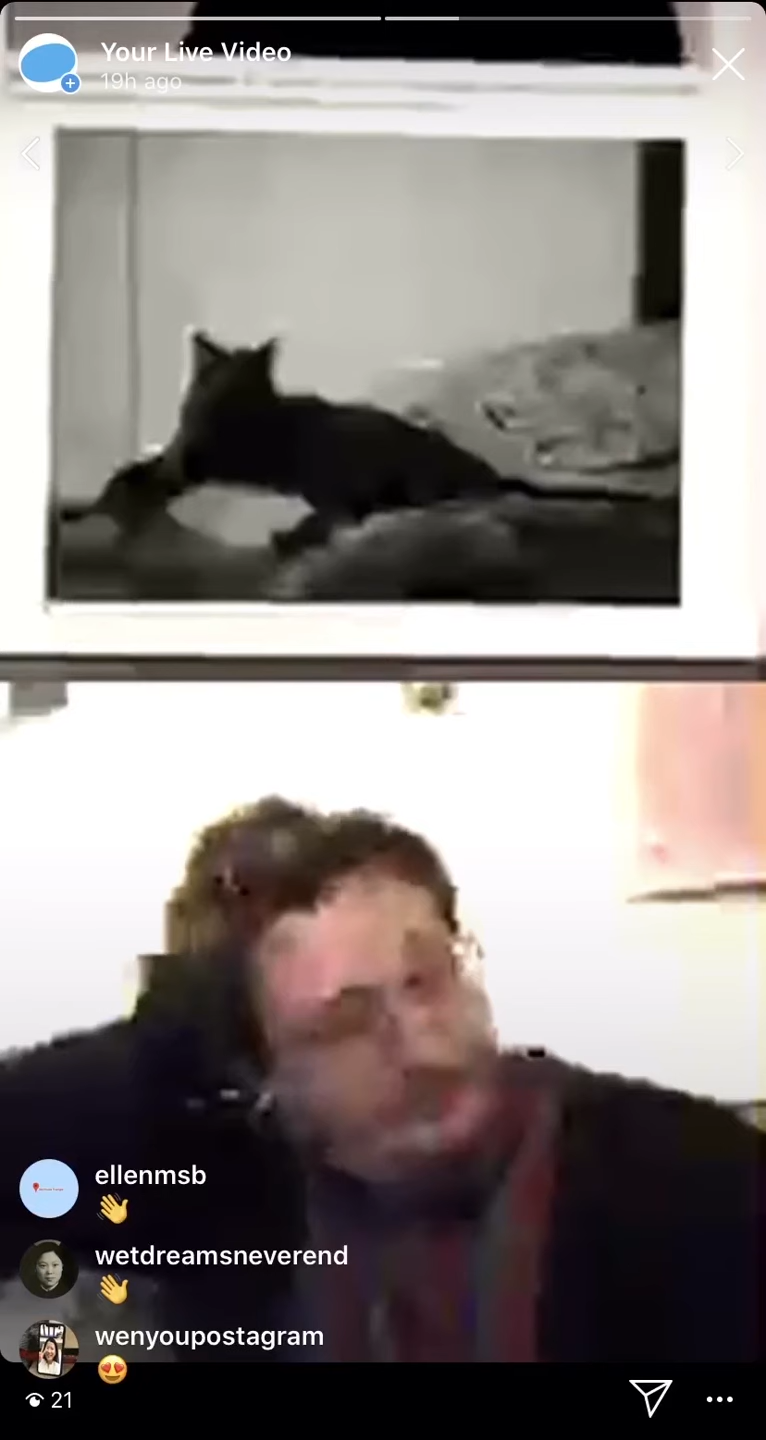 Your Live Video
19h ago
ellenmsb
👋
wetdreamsneverend
👋
wenyoupostagram
😍
21